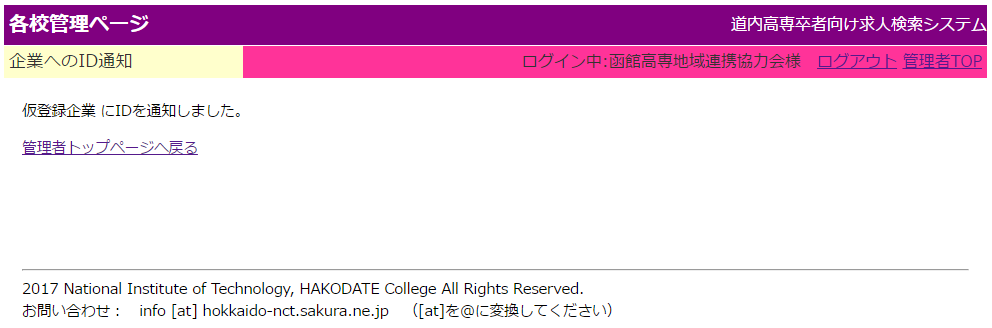 各校管理ページ 道内高専卒者向け求人検索システム
企業へのID通知 ログイン中:函館高専地域連携協力会様 ログアウト 管理者TOP
仮登録企業 にIDを通知しました。
管理者トップページへ戻る
2017 National Institute of Technology, HAKODATE College All Rights Reserved.
お問い合わせ： info [at] hokkaido-nct.sakura.ne.jp （[at]を@に変換してください）